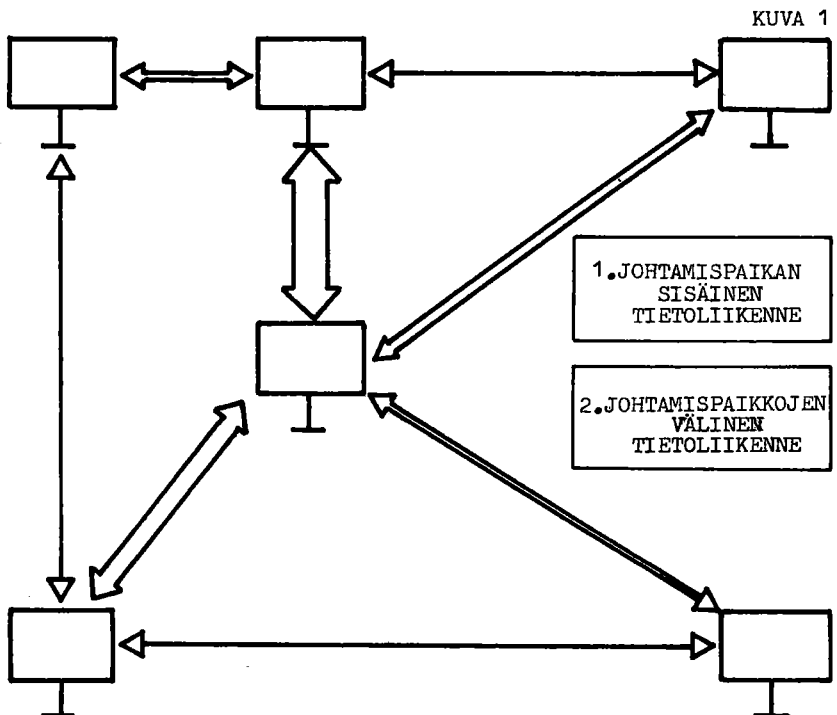 KUVA 1
1.JOHTAMISPAIKAN
SISÄINEN
TIETOLIIKENNE
2.JOHTAMISPAIKKOJEN
VÄLINEN
TIETOLIIKENNE